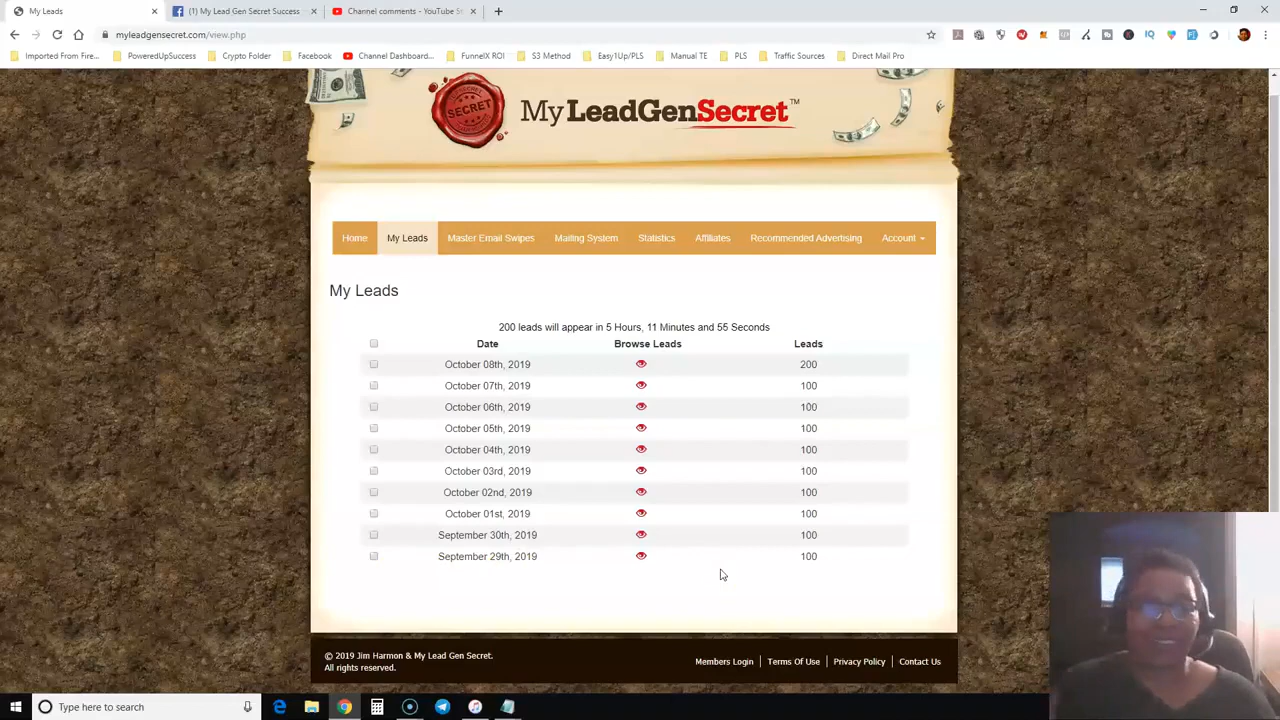 My Leads
(1) My Lead Gen Secret Success
Channel comments - YouTube St
myleadgensecret.com/view.php
Imported From Fire...
PoweredUpSuccess
Crypto Folder
Facebook
Channel Dashboard...
FunnelX ROI
S3 Method
Easy1Up/PLS
Manual TE
PLS
Traffic Sources
Direct Mail Pro
SECRET
My LeadGenSecret™
Home
My Leads
Master Email Swipes
Mailing System
Statistics
Affiliates
Recommended Advertising
Account
My Leads
200 leads will appear in 5 Hours, 11 Minutes and 55 Seconds
Date Browse Leads Leads
October 08th, 2019 200
October 07th, 2019 100
October 06th, 2019 100
October 05th, 2019 100
October 04th, 2019 100
October 03rd, 2019 100
October 02nd, 2019 100
October 01st, 2019 100
September 30th, 2019 100
September 29th, 2019 100
© 2019 Jim Harmon & My Lead Gen Secret.
All rights reserved.
Members Login
Terms Of Use
Privacy Policy
Contact Us
Type here to search